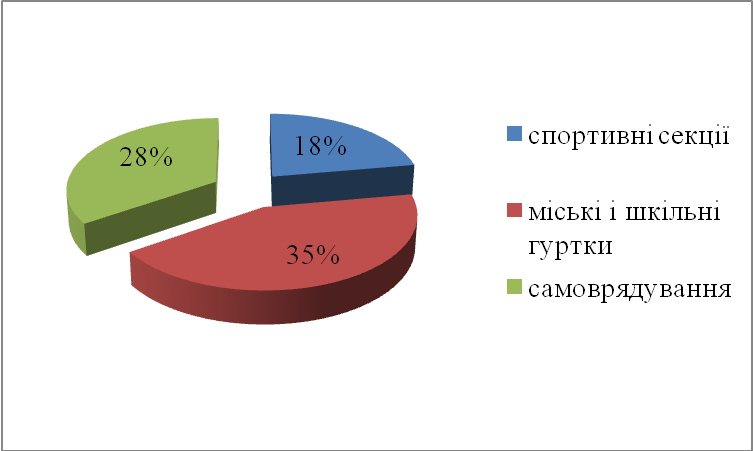 18%
28%
35%
спортивні секції
міські і шкільні
гуртки
самоврядування